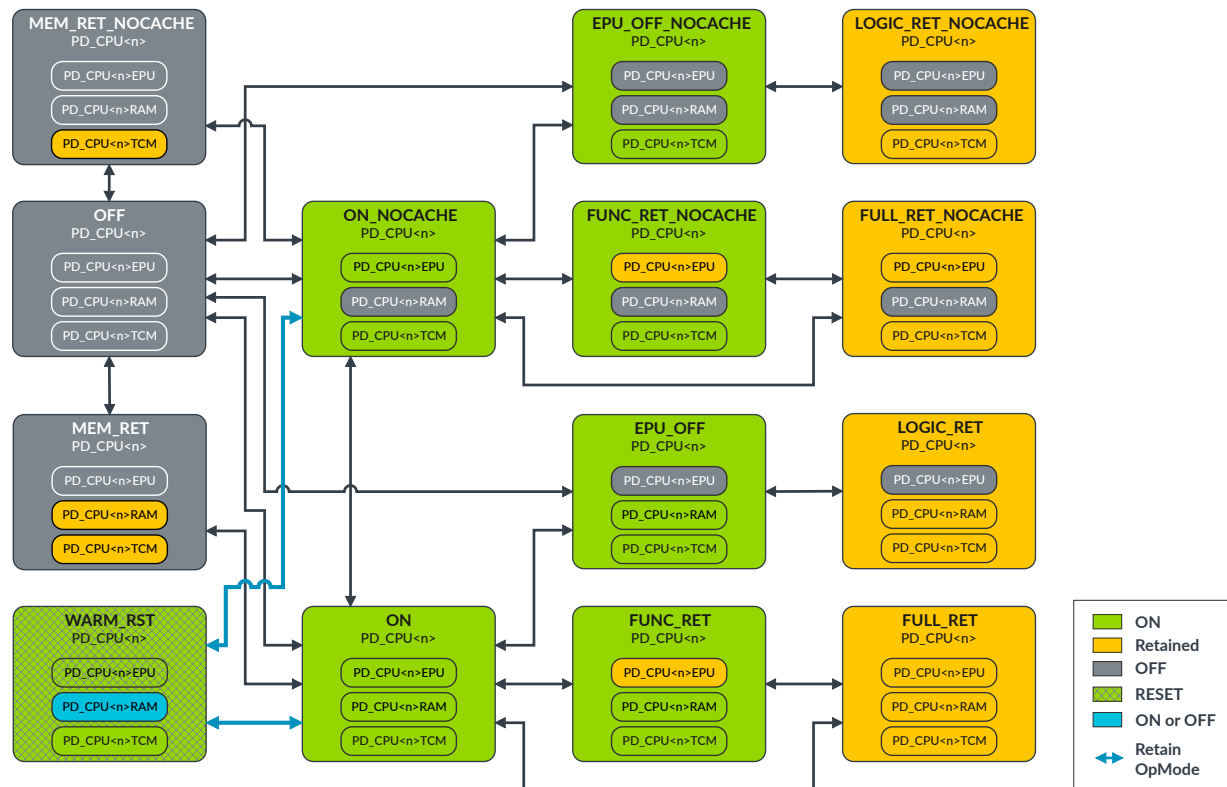 MEM_RET_NOCACHE
PD_CPU<n>
PD_CPU<n>EPU
PD_CPU<n>RAM
PD_CPU<n>TCM
EPU_OFF_NOCACHE
PD_CPU<n>
PD_CPU<n>EPU
PD_CPU<n>RAM
PD_CPU<n>TCM
LOGIC_RET_NOCACHE
PD_CPU<n>
PD_CPU<n>EPU
PD_CPU<n>RAM
PD_CPU<n>TCM
OFF
PD_CPU<n>
PD_CPU<n>EPU
PD_CPU<n>RAM
PD_CPU<n>TCM
ON_NOCACHE
PD_CPU<n>
PD_CPU<n>EPU
PD_CPU<n>RAM
PD_CPU<n>TCM
FUNC_RET_NOCACHE
PD_CPU<n>
PD_CPU<n>EPU
PD_CPU<n>RAM
PD_CPU<n>TCM
FULL_RET_NOCACHE
PD_CPU<n>
PD_CPU<n>EPU
PD_CPU<n>RAM
PD_CPU<n>TCM
MEM_RET
PD_CPU<n>
PD_CPU<n>EPU
PD_CPU<n>RAM
PD_CPU<n>TCM
EPU_OFF
PD_CPU<n>
PD_CPU<n>EPU
PD_CPU<n>RAM
PD_CPU<n>TCM
LOGIC_RET
PD_CPU<n>
PD_CPU<n>EPU
PD_CPU<n>RAM
PD_CPU<n>TCM
WARM_RST
PD_CPU<n>
PD_CPU<n>EPU
PD_CPU<n>RAM
PD_CPU<n>TCM
ON
PD_CPU<n>
PD_CPU<n>EPU
PD_CPU<n>RAM
PD_CPU<n>TCM
FUNC_RET
PD_CPU<n>
PD_CPU<n>EPU
PD_CPU<n>RAM
PD_CPU<n>TCM
FULL_RET
PD_CPU<n>
PD_CPU<n>EPU
PD_CPU<n>RAM
PD_CPU<n>TCM
ON
Retained
OFF
RESET
ON or OFF
Retain
OpMode